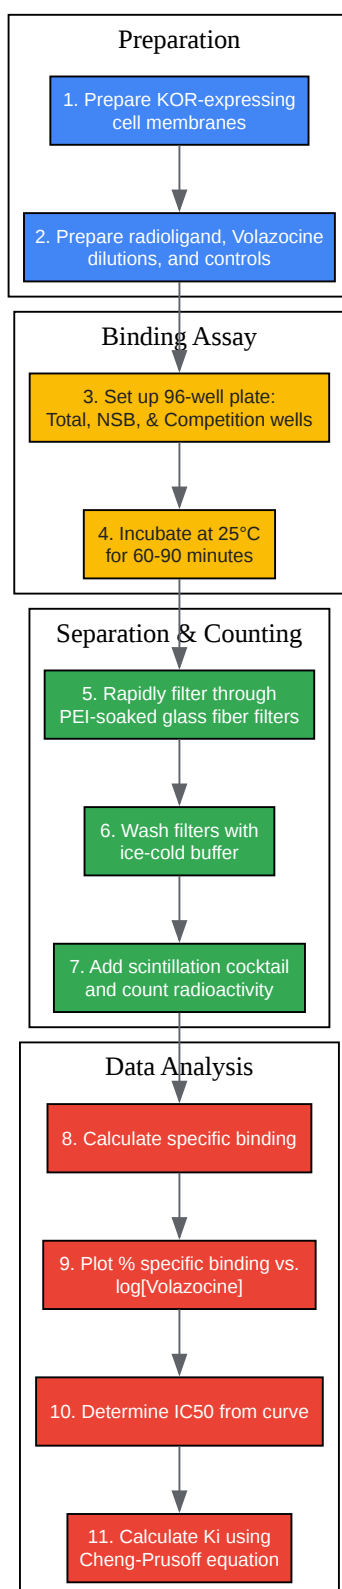 Preparation
1. Prepare KOR-expressing
cell membranes
2. Prepare radioligand, Volazocine
dilutions, and controls
Binding Assay
3. Set up 96-well plate:
Total, NSB, & Competition wells
4. Incubate at 25°C
for 60-90 minutes
Separation & Counting
5. Rapidly filter through
PEI-soaked glass fiber filters
6. Wash filters with
ice-cold buffer
7. Add scintillation cocktail
and count radioactivity
Data Analysis
8. Calculate specific binding
9. Plot % specific binding vs.
log[Volazocine]
10. Determine IC50 from curve
11. Calculate Ki using
Cheng-Prusoff equation